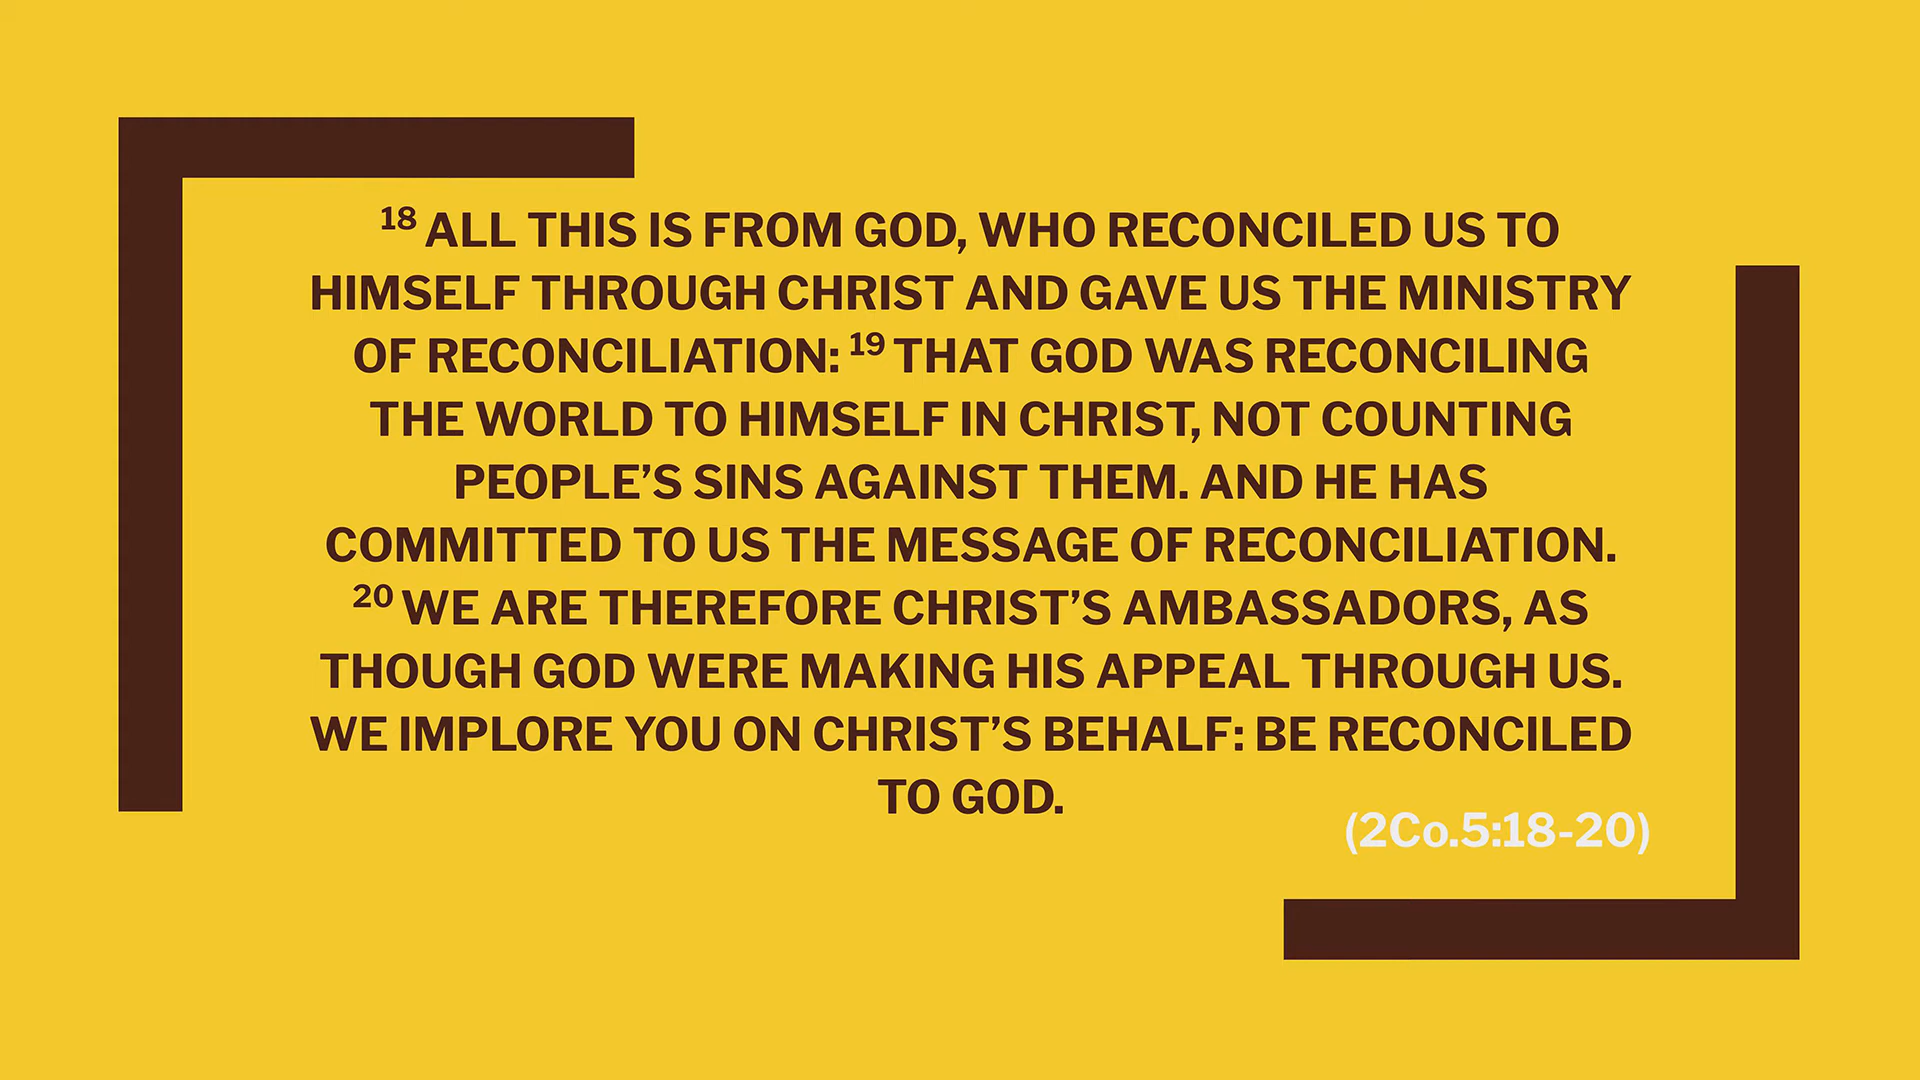 18 ALL THIS IS FROM GOD, WHO RECONCILED US TO
HIMSELF THROUGH CHRIST AND GAVE US THE MINISTRY
OF RECONCILIATION: 19 THAT GOD WAS RECONCILING
THE WORLD TO HIMSELF IN CHRIST, NOT COUNTING
PEOPLE’S SINS AGAINST THEM. AND HE HAS
COMMITTED TO US THE MESSAGE OF RECONCILIATION.
20 WE ARE THEREFORE CHRIST’S AMBASSADORS, AS
THOUGH GOD WERE MAKING HIS APPEAL THROUGH US.
WE IMPLORE YOU ON CHRIST’S BEHALF: BE RECONCILED
TO GOD.
(2Co.5:18-20)